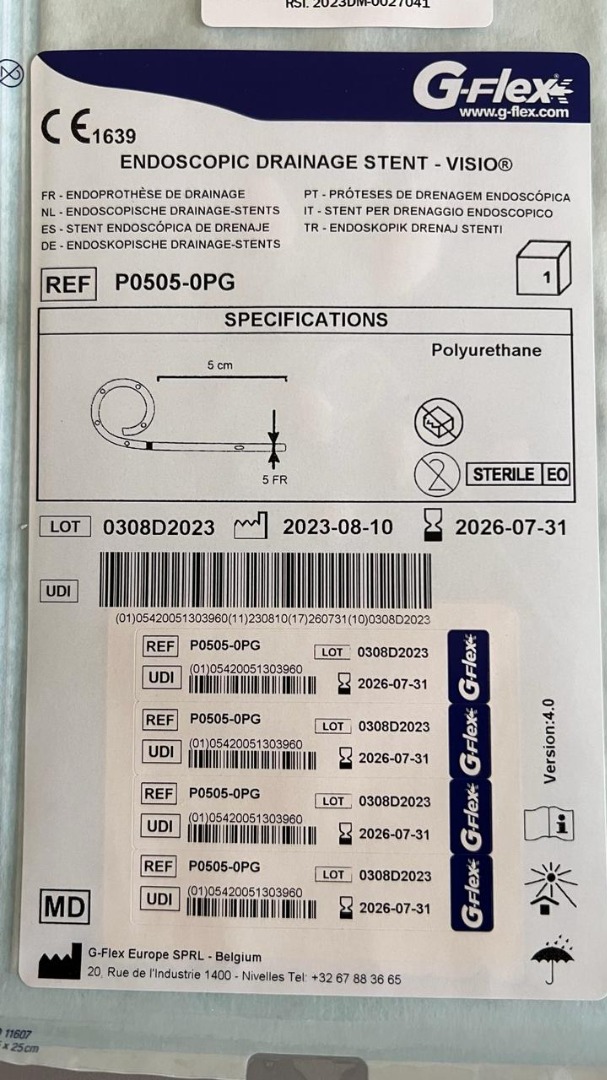 RSI. 2023DM-0027041
G-Flex
www.g-flex.com
CE 1639
ENDOSCOPIC DRAINAGE STENT - VISIO®
FR - ENDOPROTHÈSE DE DRAINAGE
NL - ENDOSCOPISCHE DRAINAGE-STENTS
ES - STENT ENDOSCÓPICA DE DRENAJE
DE - ENDOSKOPISCHE DRAINAGE-STENTS
PT - PRÓTESES DE DRENAGEM ENDOSCÓPICA
IT - STENT PER DRENAGGIO ENDOSCOPICO
TR - ENDOSKOPIK DRENAJ STENTI
REF P0505-0PG
1
SPECIFICATIONS
Polyurethane
5 cm
5 FR
2
STERILE EO
LOT 0308D2023 2023-08-10 2026-07-31
UDI
(01)05420051303960(11)230810(17)260731(10)0308D2023
REF P0505-0PG LOT 0308D2023
UDI (01)05420051303960 2026-07-31 G-Flex
REF P0505-0PG LOT 0308D2023
UDI (01)05420051303960 2026-07-31 G-Flex
REF P0505-0PG LOT 0308D2023
UDI (01)05420051303960 2026-07-31 G-Flex
REF P0505-0PG LOT 0308D2023
UDI (01)05420051303960 2026-07-31 G-Flex
Version:4.0
MD
G-Flex Europe SPRL - Belgium
20, Rue de l'Industrie 1400 - Nivelles Tel: +32 67 88 36 65
11607
x 25cm